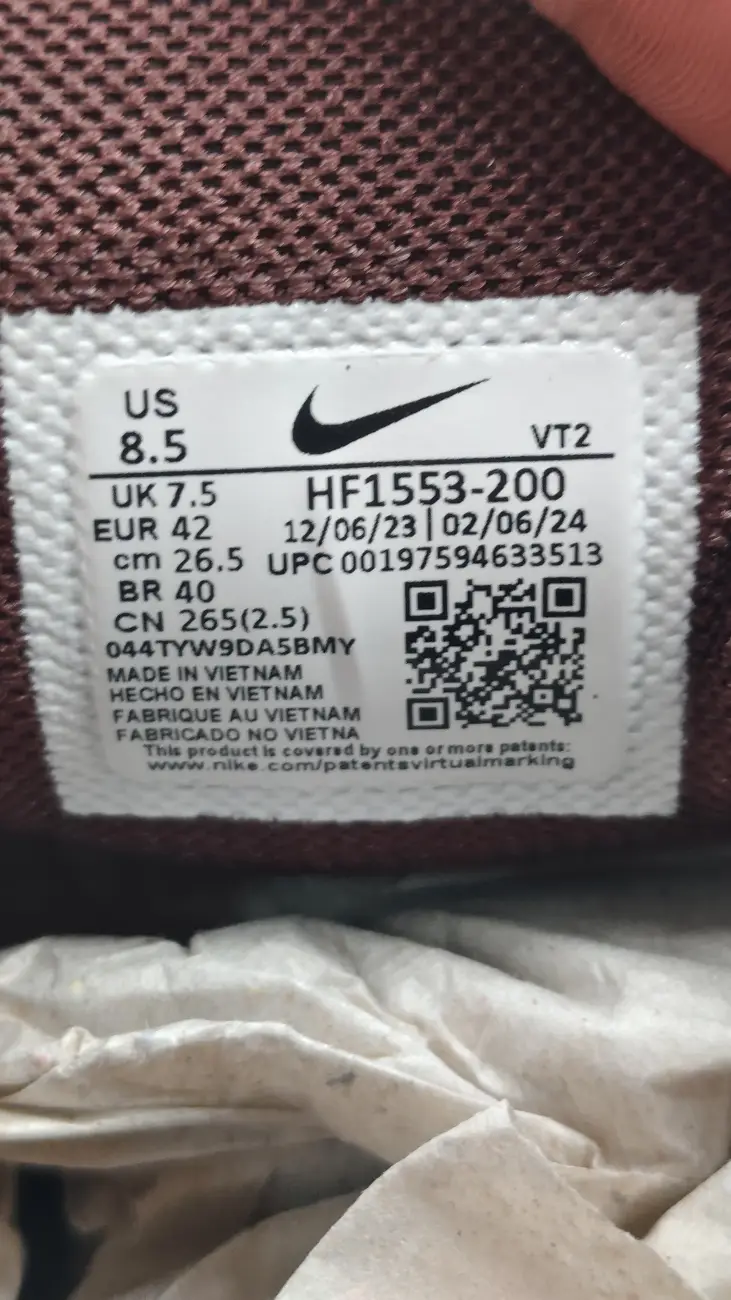 US
8.5
VT2
UK 7.5
HF1553-200
EUR 42
12/06/23 | 02/06/24
cm 26.5
UPC 00197594633513
BR 40
CN 265(2.5)
044TYW9DA5BMY
MADE IN VIETNAM
HECHO EN VIETNAM
FABRIQUE AU VIETNAM
FABRICADO NO VIETNA
This product is covered by one or more patents:
www.nike.com/patentsvirtualmarking